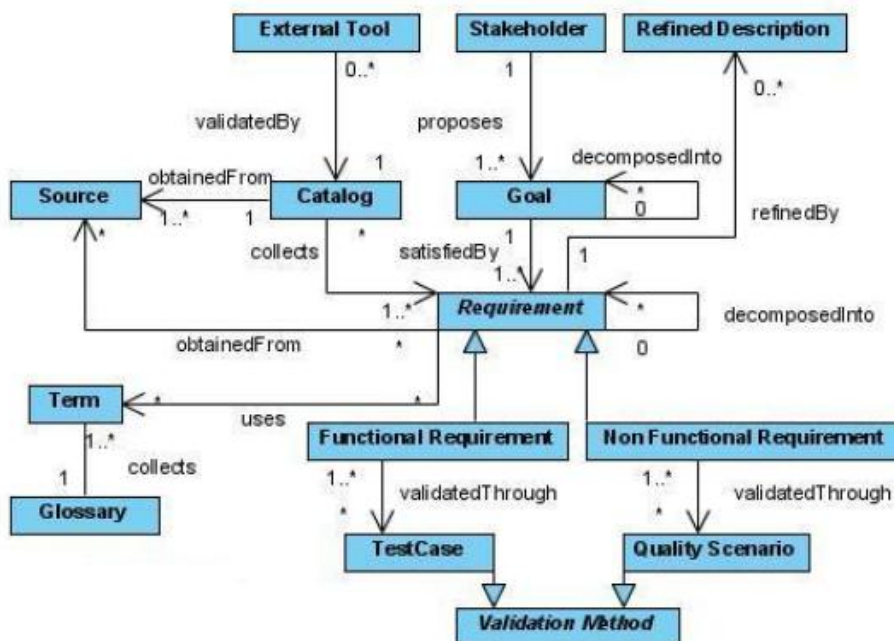 External Tool
Stakeholder
Refined Description
0..*
1
0..*
validatedBy
proposes
1
1..*
decomposedInto
obtainedFrom
Source
Catalog
Goal
*
0
refinedBy
1..*
1
*
collects
*
satisfiedBy
1
1
1..*
1..*
Requirement
*
decomposedInto
obtainedFrom
*
0
Term
*
uses
*
1..*
collects
1
Glossary
Functional Requirement
Non Functional Requirement
1..*
validatedThrough
*
1..*
validatedThrough
*
TestCase
Quality Scenario
Validation Method